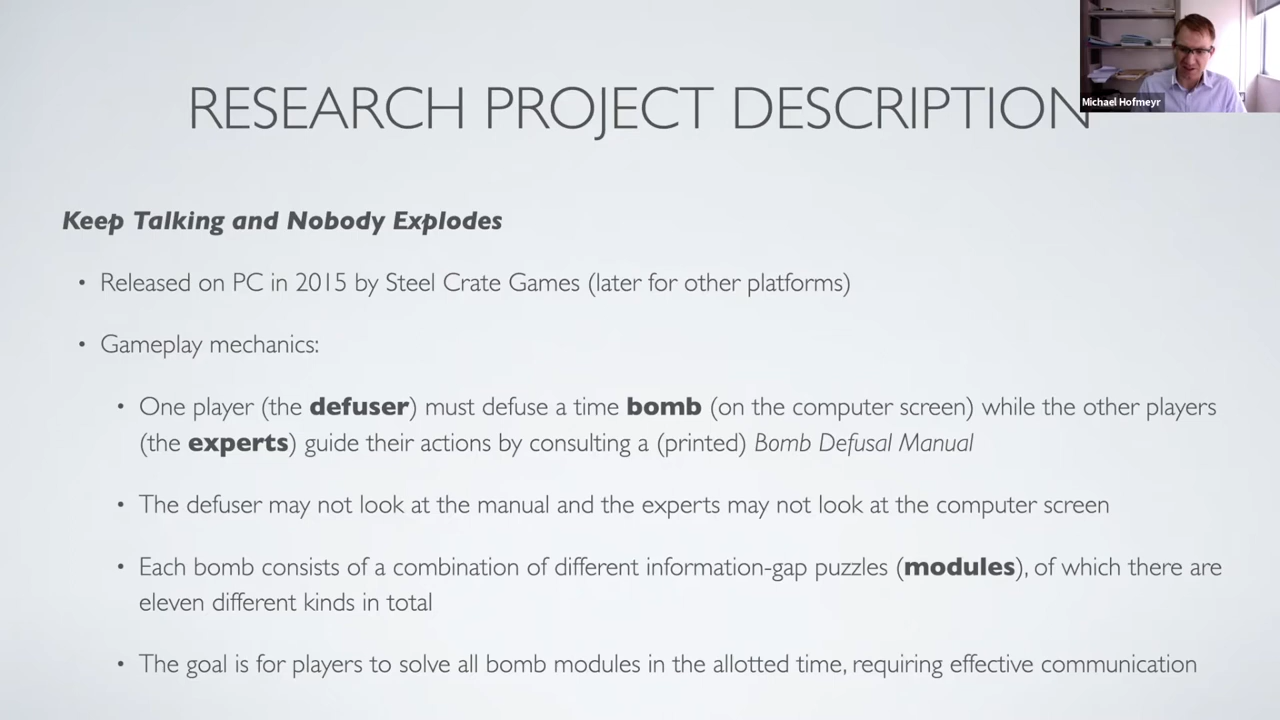 RESEARCH PROJECT DESCRIPTION
Michael Hofmeyr
Keep Talking and Nobody Explodes
• Released on PC in 2015 by Steel Crate Games (later for other platforms)
• Gameplay mechanics:
• One player (the defuser) must defuse a time bomb (on the computer screen) while the other players
(the experts) guide their actions by consulting a (printed) Bomb Defusal Manual
• The defuser may not look at the manual and the experts may not look at the computer screen
• Each bomb consists of a combination of different information-gap puzzles (modules), of which there are
eleven different kinds in total
• The goal is for players to solve all bomb modules in the allotted time, requiring effective communication